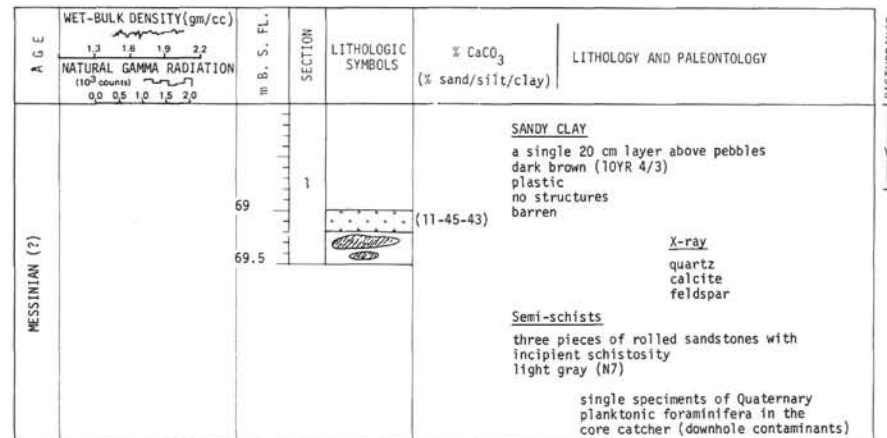 AGE
WET-BULK DENSITY(gm/cc)
1.3 1.6 1.9 2.2
NATURAL GAMMA RADIATION
(10³ counts)
0.0 0.5 1.0 1.5 2.0
m B. S. FL.
SECTION
LITHOLOGIC
SYMBOLS
% CaCO₃
(% sand/silt/clay)
LITHOLOGY AND PALEONTOLOGY
MESSINIAN (?)
69
69.5
1
(11-45-43)
SANDY CLAY
a single 20 cm layer above pebbles
dark brown (10YR 4/3)
plastic
no structures
barren
X-ray
quartz
calcite
feldspar
Semi-schists
three pieces of rolled sandstones with
incipient schistosity
light gray (N7)
single speciments of Quaternary
planktonic foraminifera in the
core catcher (downhole contaminants)